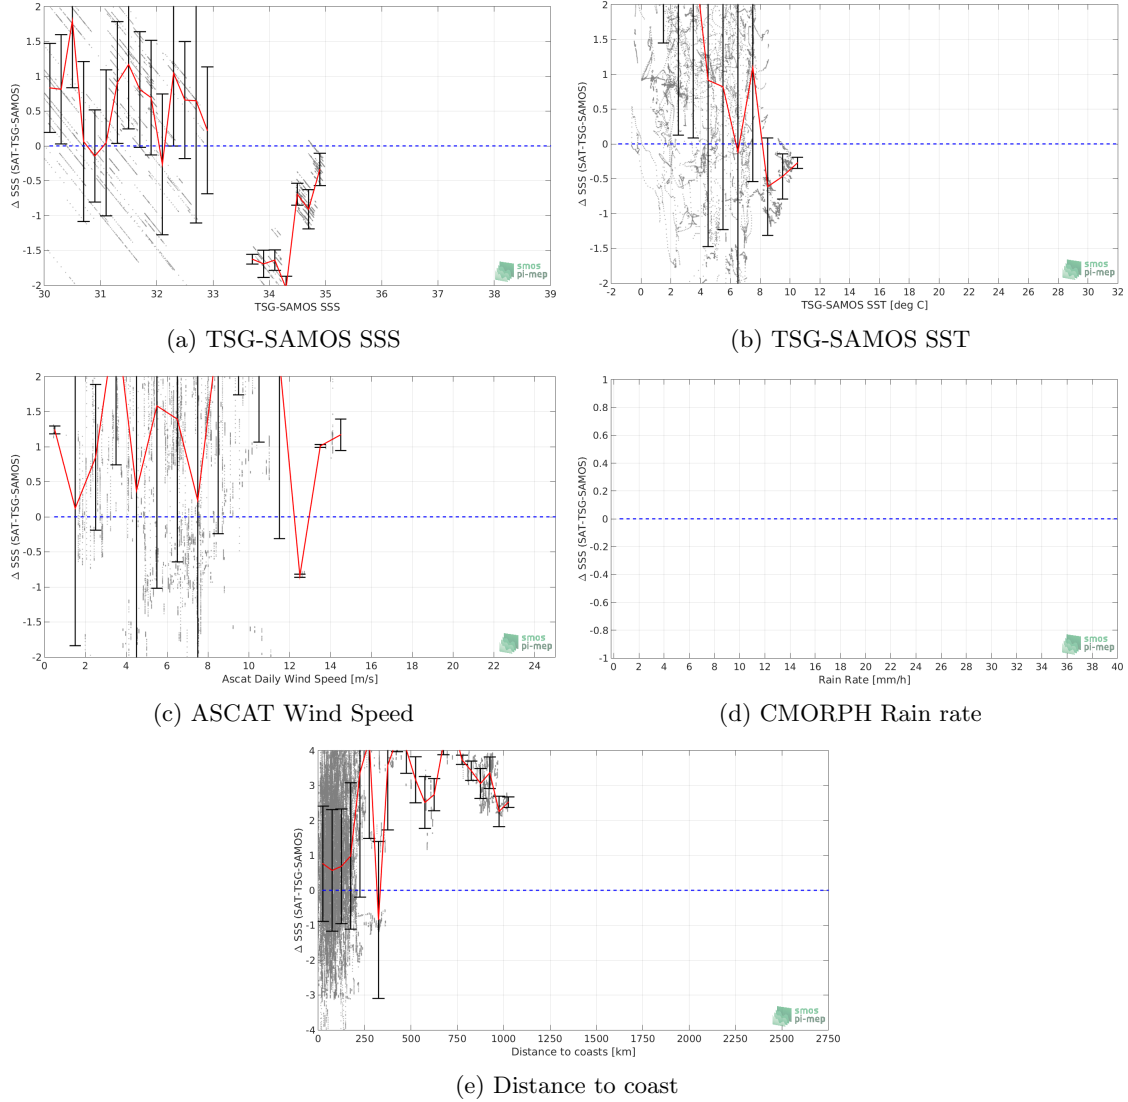 2
1.5
1
0.5
0
-0.5
-1
-1.5
-2
Δ SSS (SAT-TSG-SAMOS)
30 31 32 33 34 35 36 37 38 39
TSG-SAMOS SSS
smos
pi-mep
(a) TSG-SAMOS SSS
2
1.5
1
0.5
0
-0.5
-1
-1.5
-2
Δ SSS (SAT-TSG-SAMOS)
-2 0 2 4 6 8 10 12 14 16 18 20 22 24 26 28 30 32
TSG-SAMOS SST [deg C]
smos
pi-mep
(b) TSG-SAMOS SST
2
1.5
1
0.5
0
-0.5
-1
-1.5
-2
Δ SSS (SAT-TSG-SAMOS)
0 2 4 6 8 10 12 14 16 18 20 22 24
Ascat Daily Wind Speed [m/s]
smos
pi-mep
(c) ASCAT Wind Speed
1
0.8
0.6
0.4
0.2
0
-0.2
-0.4
-0.6
-0.8
-1
Δ SSS (SAT-TSG-SAMOS)
0 2 4 6 8 10 12 14 16 18 20 22 24 26 28 30 32 34 36 38 40
Rain Rate [mm/h]
smos
pi-mep
(d) CMORPH Rain rate
4
3
2
1
0
-1
-2
-3
-4
Δ SSS (SAT-TSG-SAMOS)
0 250 500 750 1000 1250 1500 1750 2000 2250 2500 2750
Distance to coasts [km]
smos
pi-mep
(e) Distance to coast